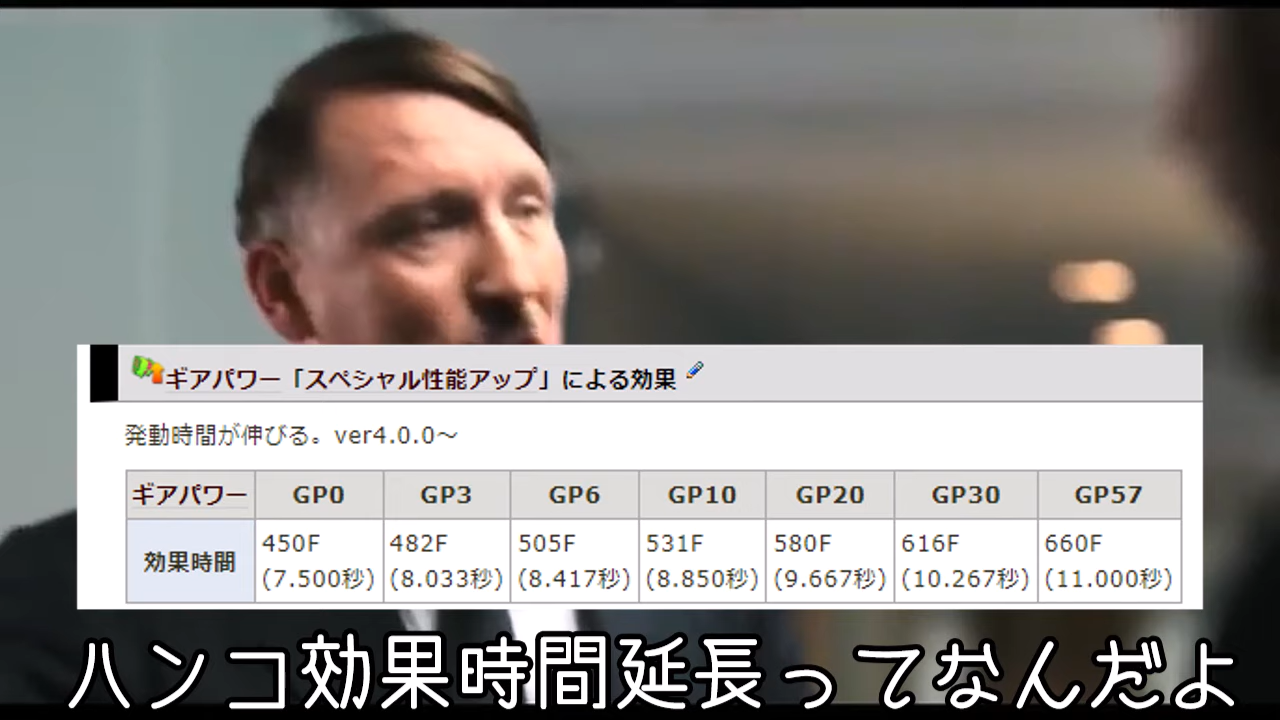 ギアパワー「スペシャル性能アップ」による効果
発動時間が伸びる。ver4.0.0～
ギアパワー GP0 GP3 GP6 GP10 GP20 GP30 GP57
効果時間 450F 482F 505F 531F 580F 616F 660F
(7.500秒) (8.033秒) (8.417秒) (8.850秒) (9.667秒) (10.267秒) (11.000秒)
ハンコ効果時間延長ってなんだよ